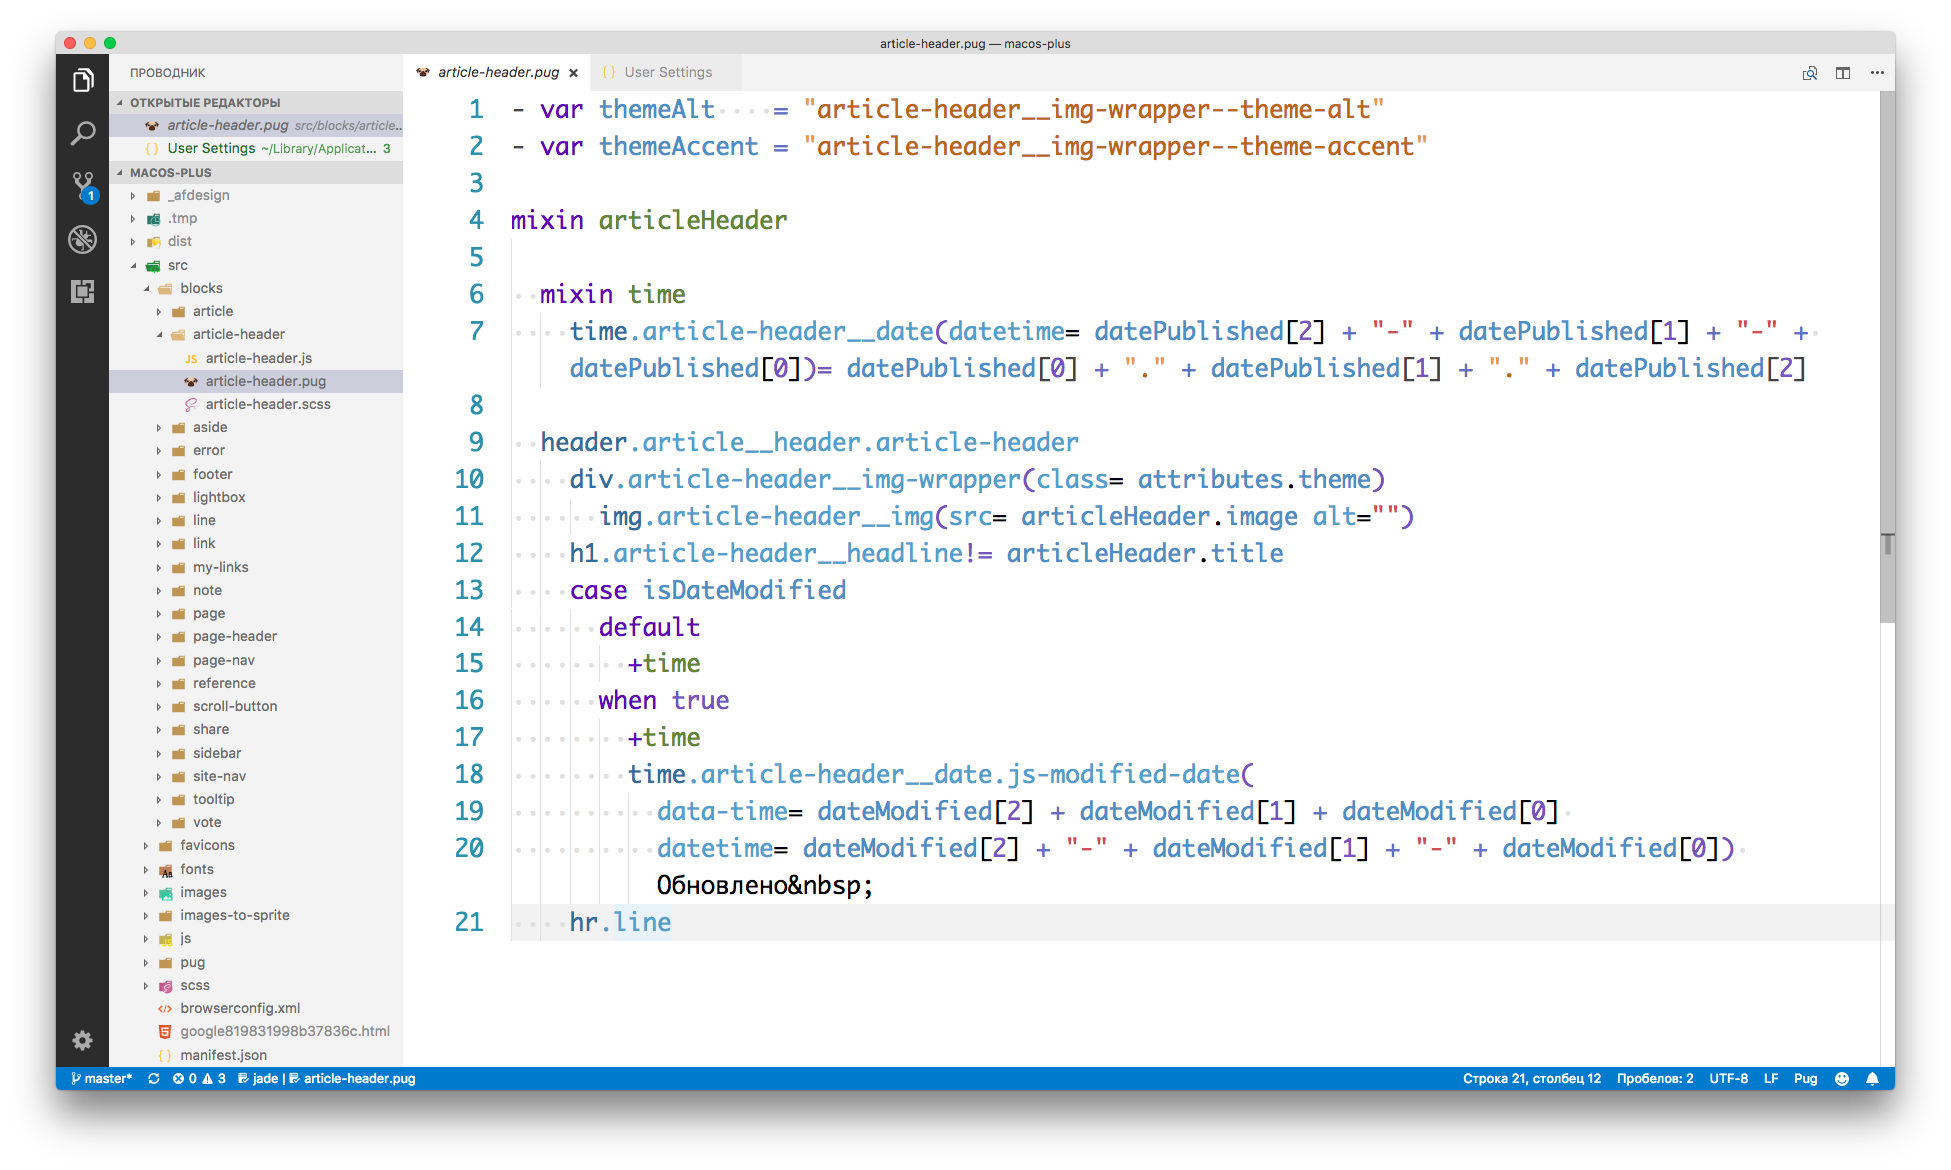 article-header.pug — macos-plus
ПРОВОДНИК
ОТКРЫТЫЕ РЕДАКТОРЫ
article-header.pug src/blocks/article...
User Settings ~/Library/Applicat... 3
MACOS-PLUS
_afdesign
.tmp
dist
src
blocks
article
article-header
JS article-header.js
article-header.pug
article-header.scss
aside
error
footer
lightbox
line
link
my-links
note
page
page-header
page-nav
reference
scroll-button
share
sidebar
site-nav
tooltip
vote
favicons
fonts
images
images-to-sprite
js
pug
scss
browserconfig.xml
google819831998b37836c.html
manifest.json
1
article-header.pug × {} User Settings
1 - var themeAlt = "article-header__img-wrapper--theme-alt"
2 - var themeAccent = "article-header__img-wrapper--theme-accent"
3
4 mixin articleHeader
5
6 mixin time
7 time.article-header__date(datetime= datePublished[2] + "-" + datePublished[1] + "-" +
datePublished[0])= datePublished[0] + "." + datePublished[1] + "." + datePublished[2]
8
9 header.article__header.article-header
10 div.article-header__img-wrapper(class= attributes.theme)
11 img.article-header__img(src= articleHeader.image alt="")
12 h1.article-header__headline!= articleHeader.title
13 case isDateModified
14 default
15 +time
16 when true
17 +time
18 time.article-header__date.js-modified-date(
19 data-time= dateModified[2] + dateModified[1] + dateModified[0]
20 datetime= dateModified[2] + "-" + dateModified[1] + "-" + dateModified[0])
Обновлено&nbsp;
21 hr.line
master* 0 3 jade | article-header.pug Строка 21, столбец 12 Пробелов: 2 UTF-8 LF Pug